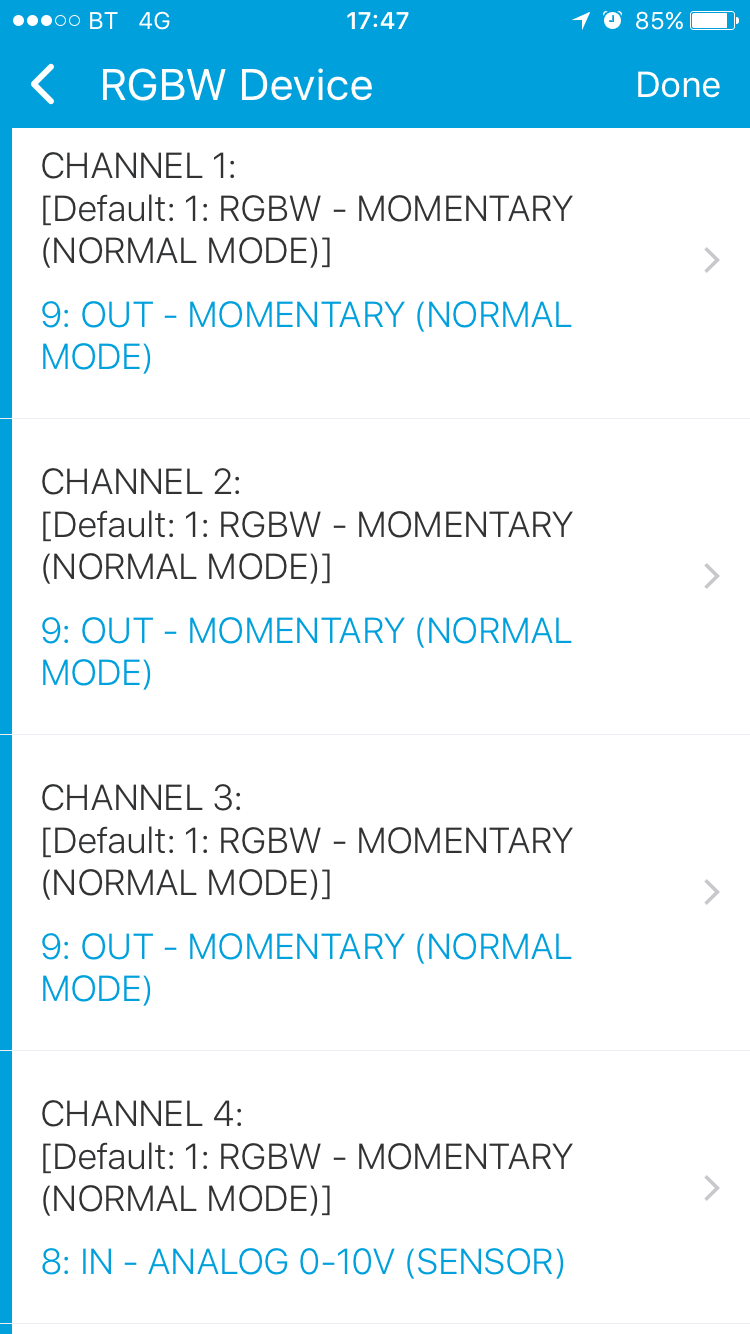 BT 4G 17:47 85%
RGBW Device Done
CHANNEL 1:
[Default: 1: RGBW - MOMENTARY
(NORMAL MODE)]
9: OUT - MOMENTARY (NORMAL
MODE)
CHANNEL 2:
[Default: 1: RGBW - MOMENTARY
(NORMAL MODE)]
9: OUT - MOMENTARY (NORMAL
MODE)
CHANNEL 3:
[Default: 1: RGBW - MOMENTARY
(NORMAL MODE)]
9: OUT - MOMENTARY (NORMAL
MODE)
CHANNEL 4:
[Default: 1: RGBW - MOMENTARY
(NORMAL MODE)]
8: IN - ANALOG 0-10V (SENSOR)